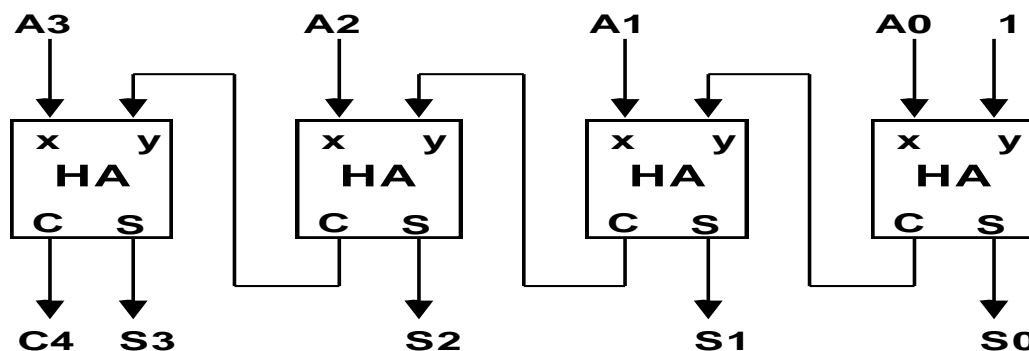 A3 A2 A1 A0 1
x y x y x y x y
HA HA HA HA
C S C S C S C S
C4 S3 S2 S1 S0